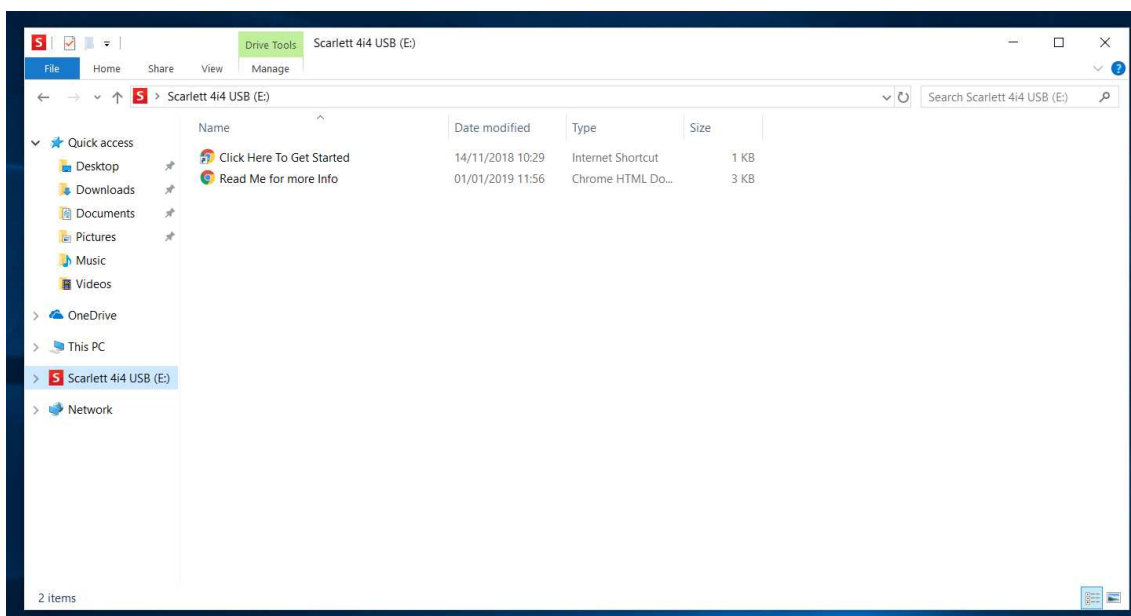 S
Drive Tools Scarlett 4i4 USB (E:)
File Home Share View Manage
S > Scarlett 4i4 USB (E:) Search Scarlett 4i4 USB (E:)
Name Date modified Type Size
Quick access
Click Here To Get Started 14/11/2018 10:29 Internet Shortcut 1 KB
Desktop
Read Me for more Info 01/01/2019 11:56 Chrome HTML Do... 3 KB
Downloads
Documents
Pictures
Music
Videos
OneDrive
This PC
S Scarlett 4i4 USB (E:)
Network
2 items